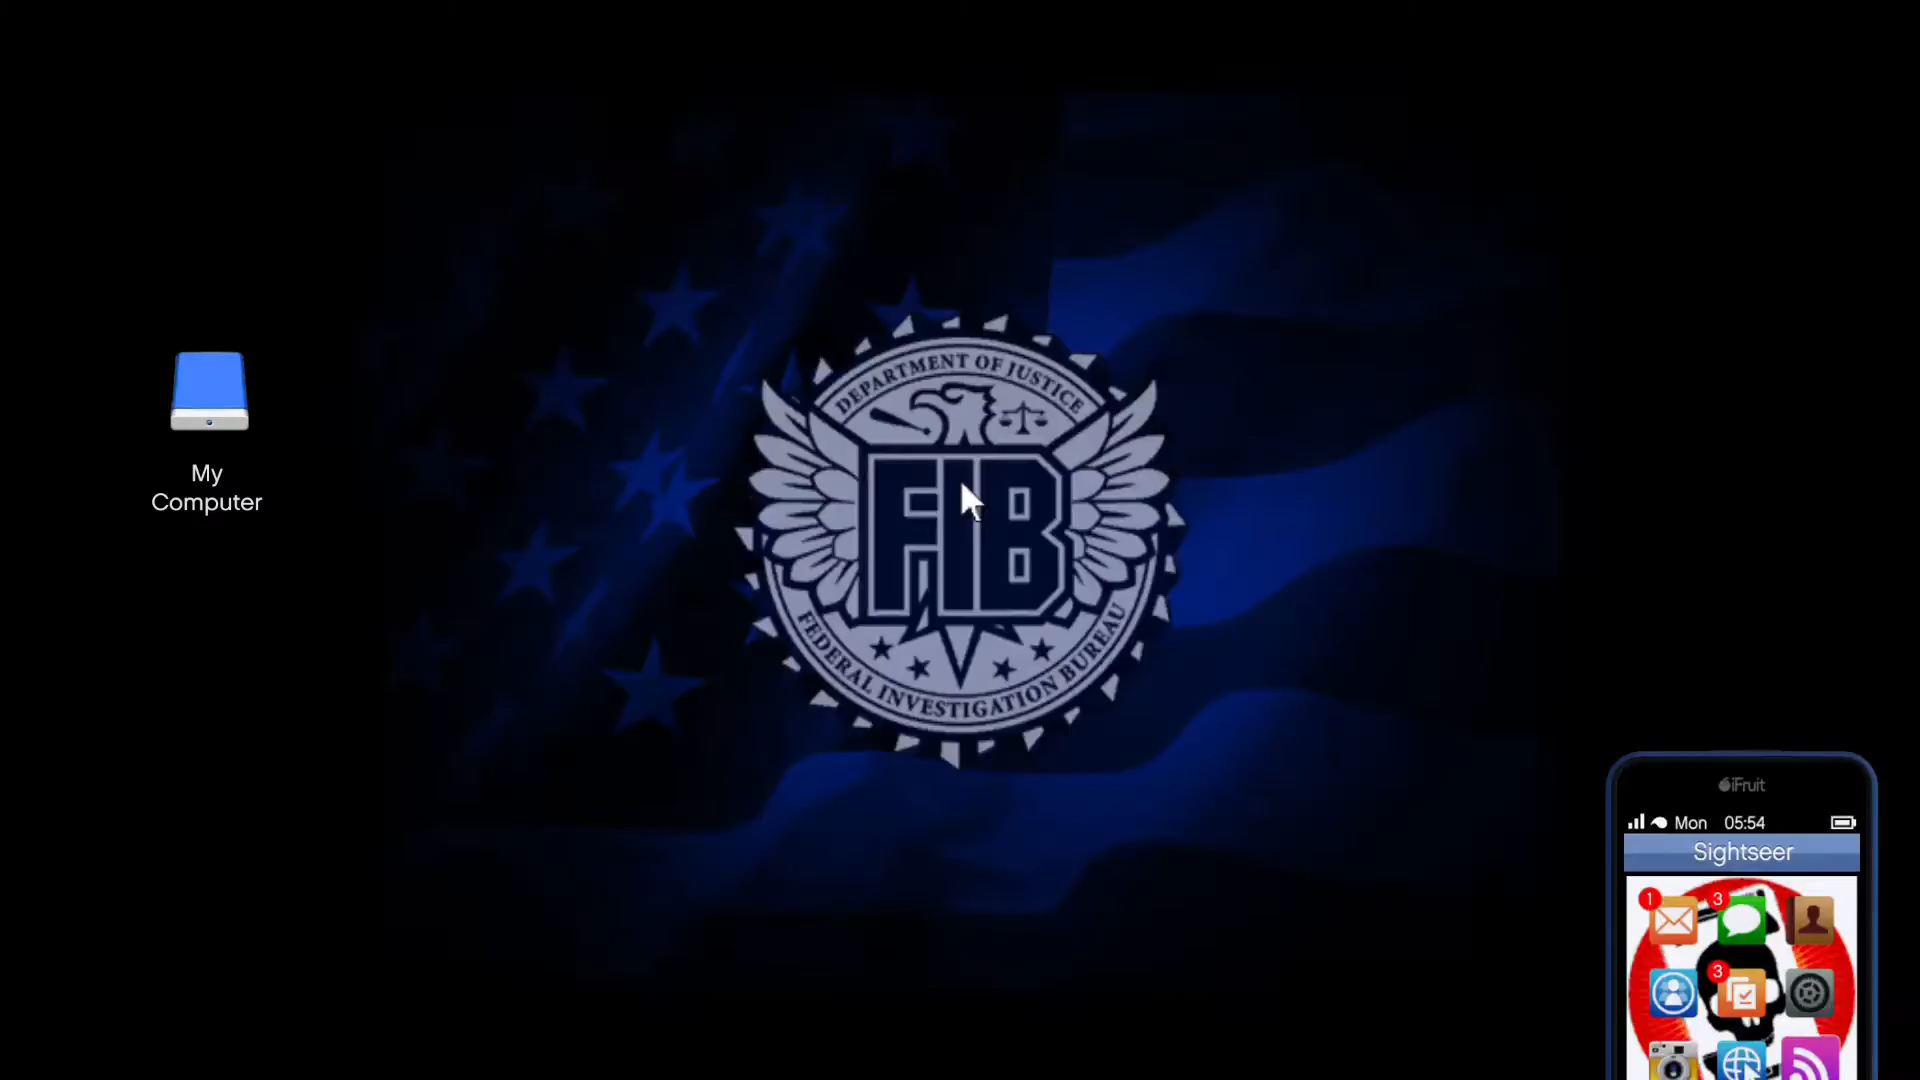 My
Computer
DEPARTMENT OF JUSTICE
FIB
FEDERAL INVESTIGATION BUREAU
iFruit
Mon 05:54
Sightseer
1
3
3